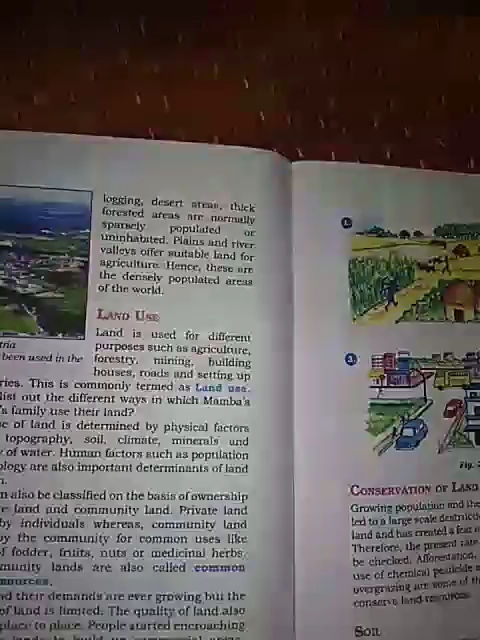 logging, desert areas, thick
forested areas are normally
sparsely populated or
uninhabited. Plains and river
valleys offer suitable land for
agriculture. Hence, these are
the densely populated areas
of the world.
LAND USE
Land is used for different
tria
purposes such as agriculture,
been used in the forestry, mining, building
houses, roads and setting up
ries. This is commonly termed as Land use.
list out the different ways in which Mamba's
's family use their land?
se of land is determined by physical factors
topography, soil, climate, minerals and
y of water. Human factors such as population
ology are also important determinants of land
n.
n also be classified on the basis of ownership
e land and community land. Private land
by individuals whereas, community land
by the community for common uses like
f fodder, fruits, nuts or medicinal herbs.
munity lands are also called common
sources.
nd their demands are ever growing but the
of land is limited. The quality of land also
place to place. People started encroaching
1.
3.
Fig.
CONSERVATION OF LAND
Growing population and the
led to a large scale destructi
land and has created a fear o
Therefore, the present rate
be checked. Afforestation,
use of chemical pesticide
overgrazing are some of th
conserve land resources.
SOIL